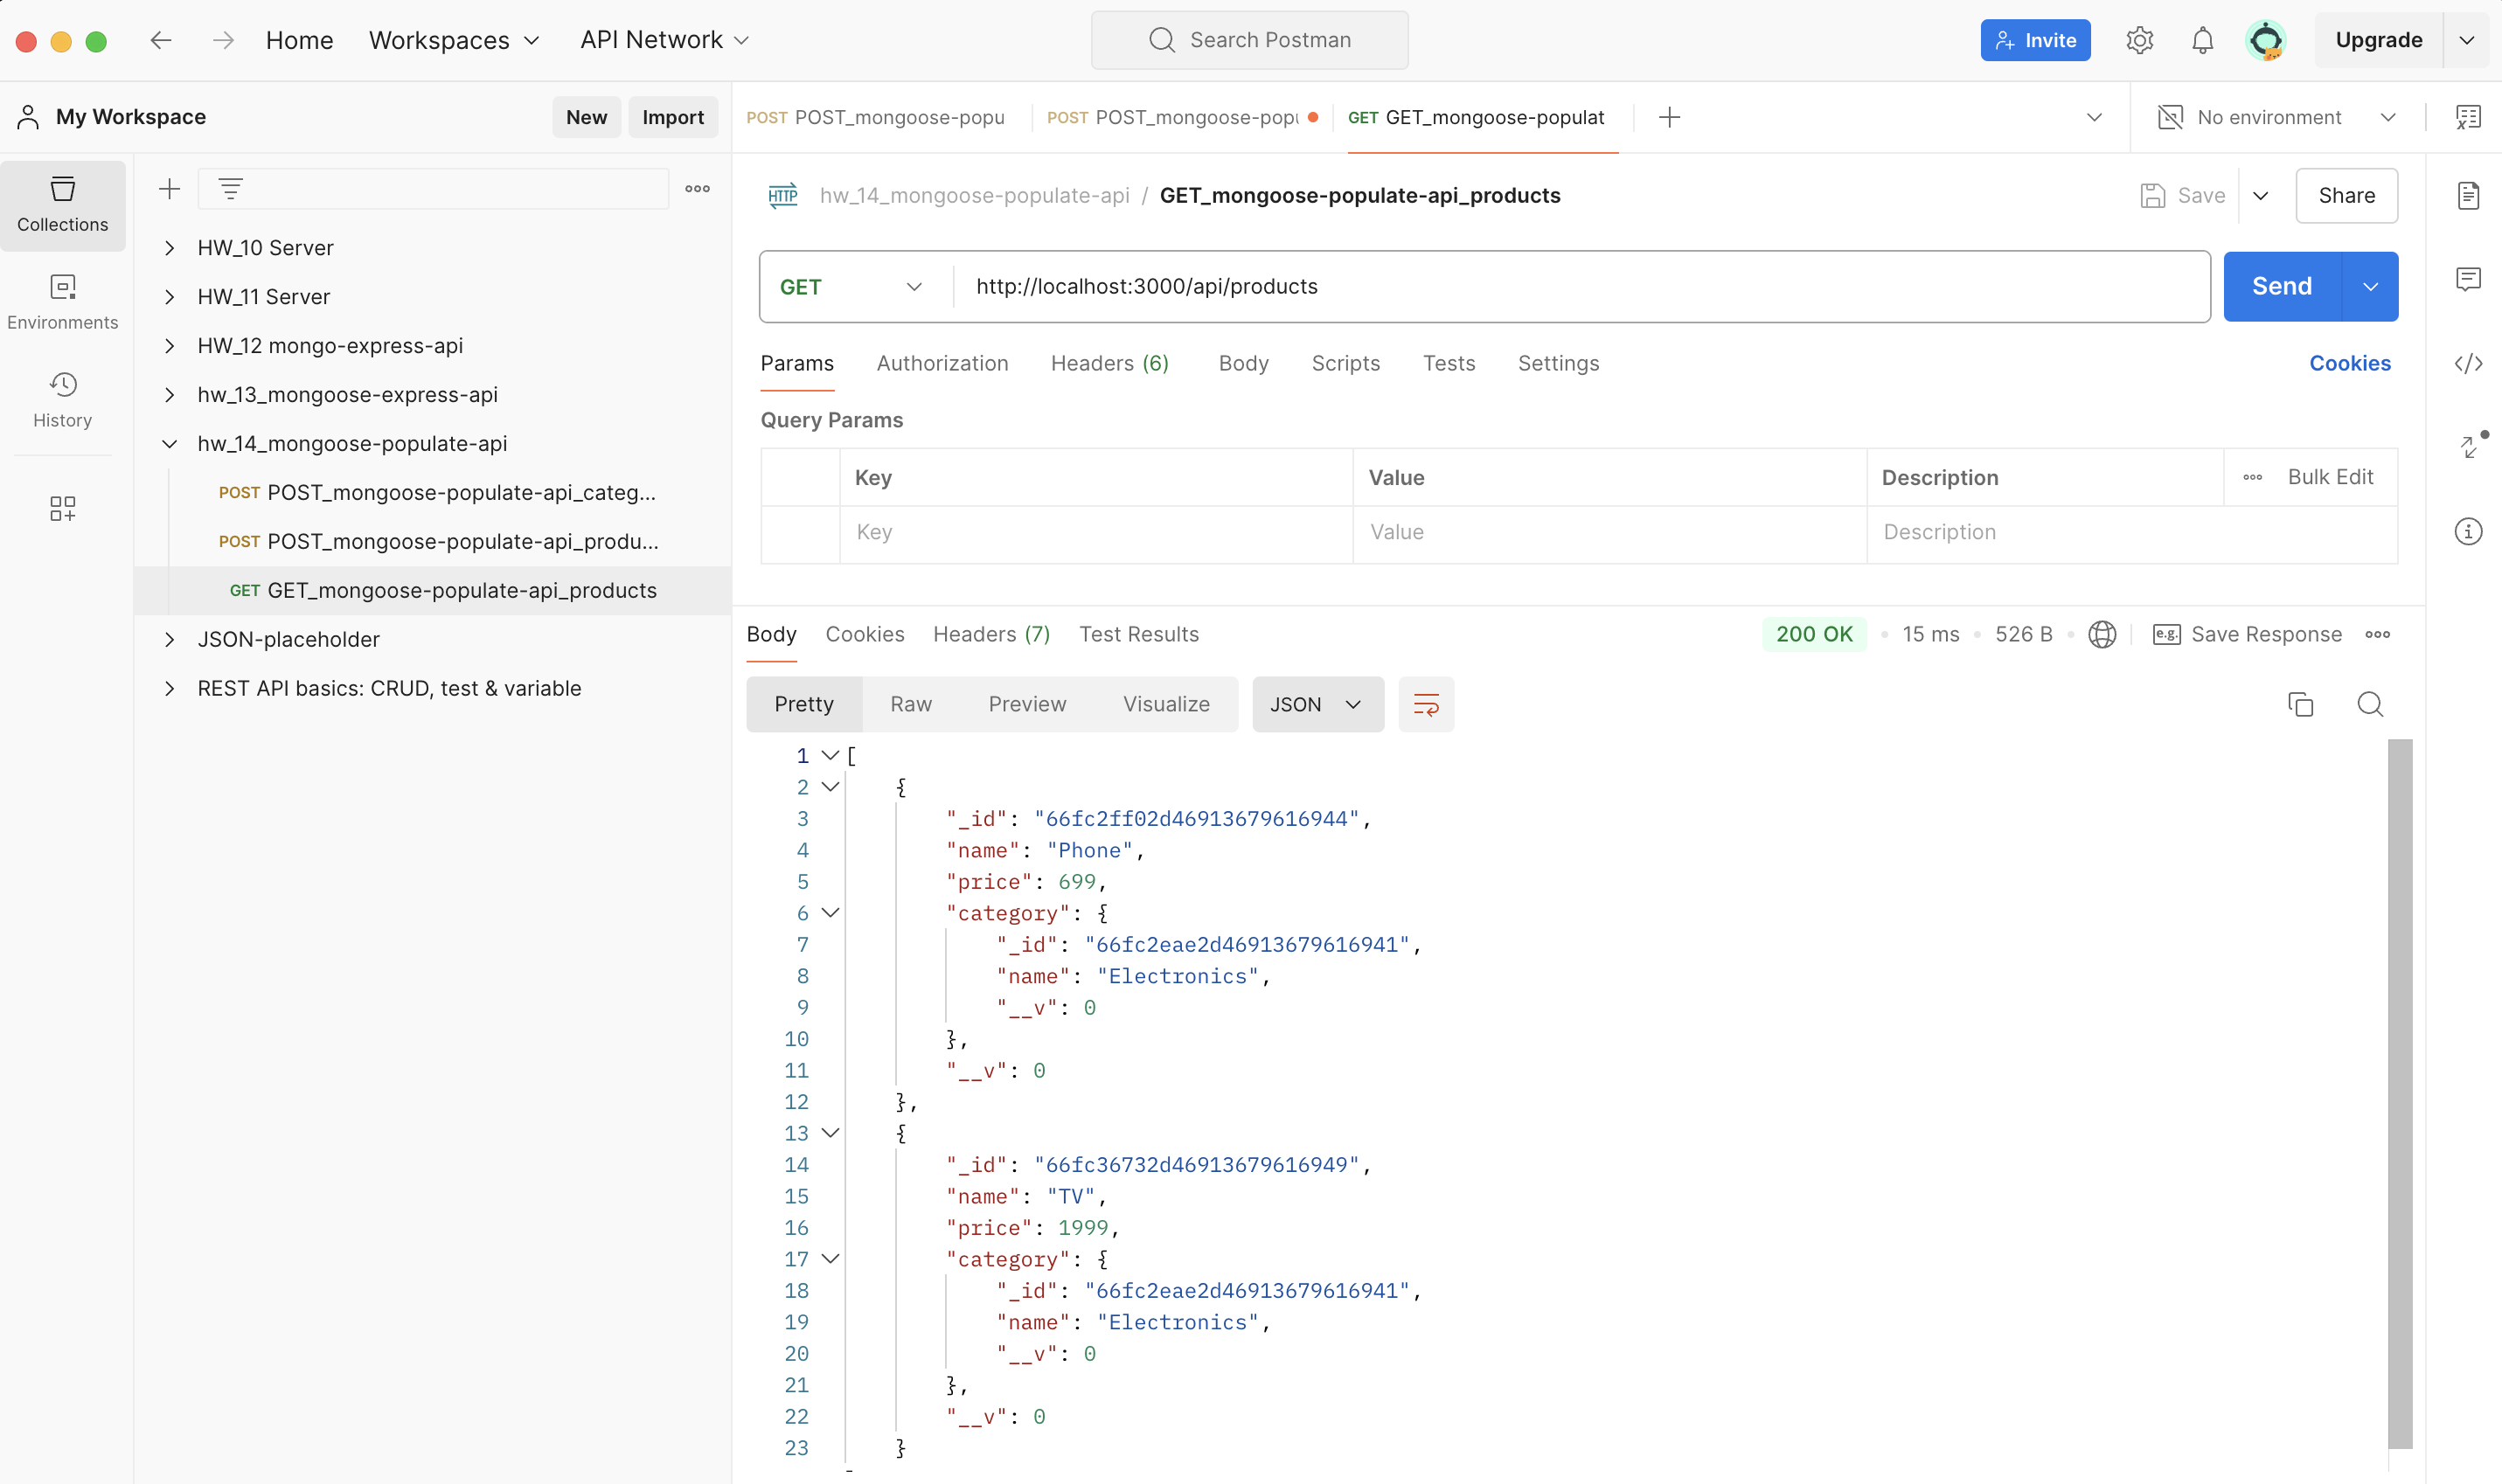 Home Workspaces API Network Search Postman Invite Upgrade
My Workspace New Import
POST POST_mongoose-popu POST POST_mongoose-popu GET GET_mongoose-populat No environment
Collections
Environments
History
HW_10 Server
HW_11 Server
HW_12 mongo-express-api
hw_13_mongoose-express-api
hw_14_mongoose-populate-api
POST POST_mongoose-populate-api_categ...
POST POST_mongoose-populate-api_produ...
GET GET_mongoose-populate-api_products
JSON-placeholder
REST API basics: CRUD, test & variable
HTTP hw_14_mongoose-populate-api / GET_mongoose-populate-api_products Save Share
GET http://localhost:3000/api/products Send
Params Authorization Headers (6) Body Scripts Tests Settings Cookies
Query Params
Key Value Description Bulk Edit
Key Value Description
Body Cookies Headers (7) Test Results 200 OK 15 ms 526 B e.g. Save Response
Pretty Raw Preview Visualize JSON
1 [
2 {
3 "_id": "66fc2ff02d46913679616944",
4 "name": "Phone",
5 "price": 699,
6 "category": {
7 "_id": "66fc2eae2d46913679616941",
8 "name": "Electronics",
9 "__v": 0
10 },
11 "__v": 0
12 },
13 {
14 "_id": "66fc36732d46913679616949",
15 "name": "TV",
16 "price": 1999,
17 "category": {
18 "_id": "66fc2eae2d46913679616941",
19 "name": "Electronics",
20 "__v": 0
21 },
22 "__v": 0
23 }